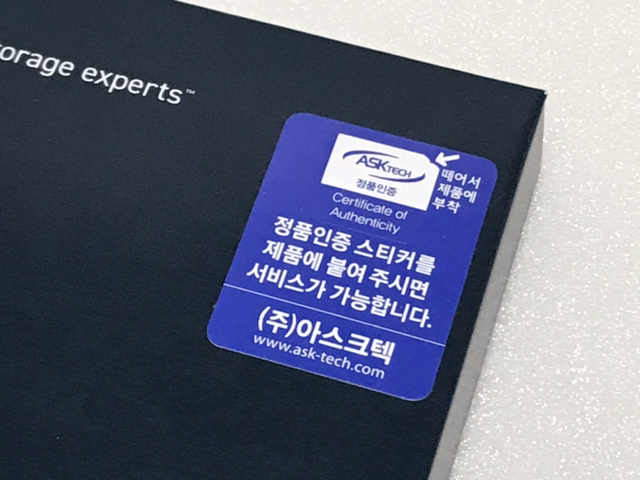 orage experts™
ASKTECH
정품인증
떼어서
제품에
부착
Certificate of
Authenticity
정품인증 스티커를
제품에 붙여 주시면
서비스가 가능합니다.
(주)아스크텍
www.ask-tech.com